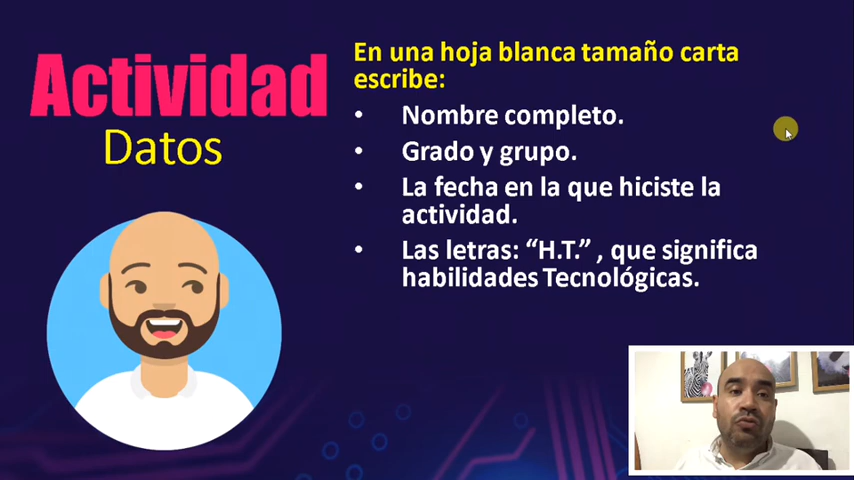 Actividad
Datos
En una hoja blanca tamaño carta
escribe:
• Nombre completo.
• Grado y grupo.
• La fecha en la que hiciste la
actividad.
• Las letras: “H.T.” , que significa
habilidades Tecnológicas.